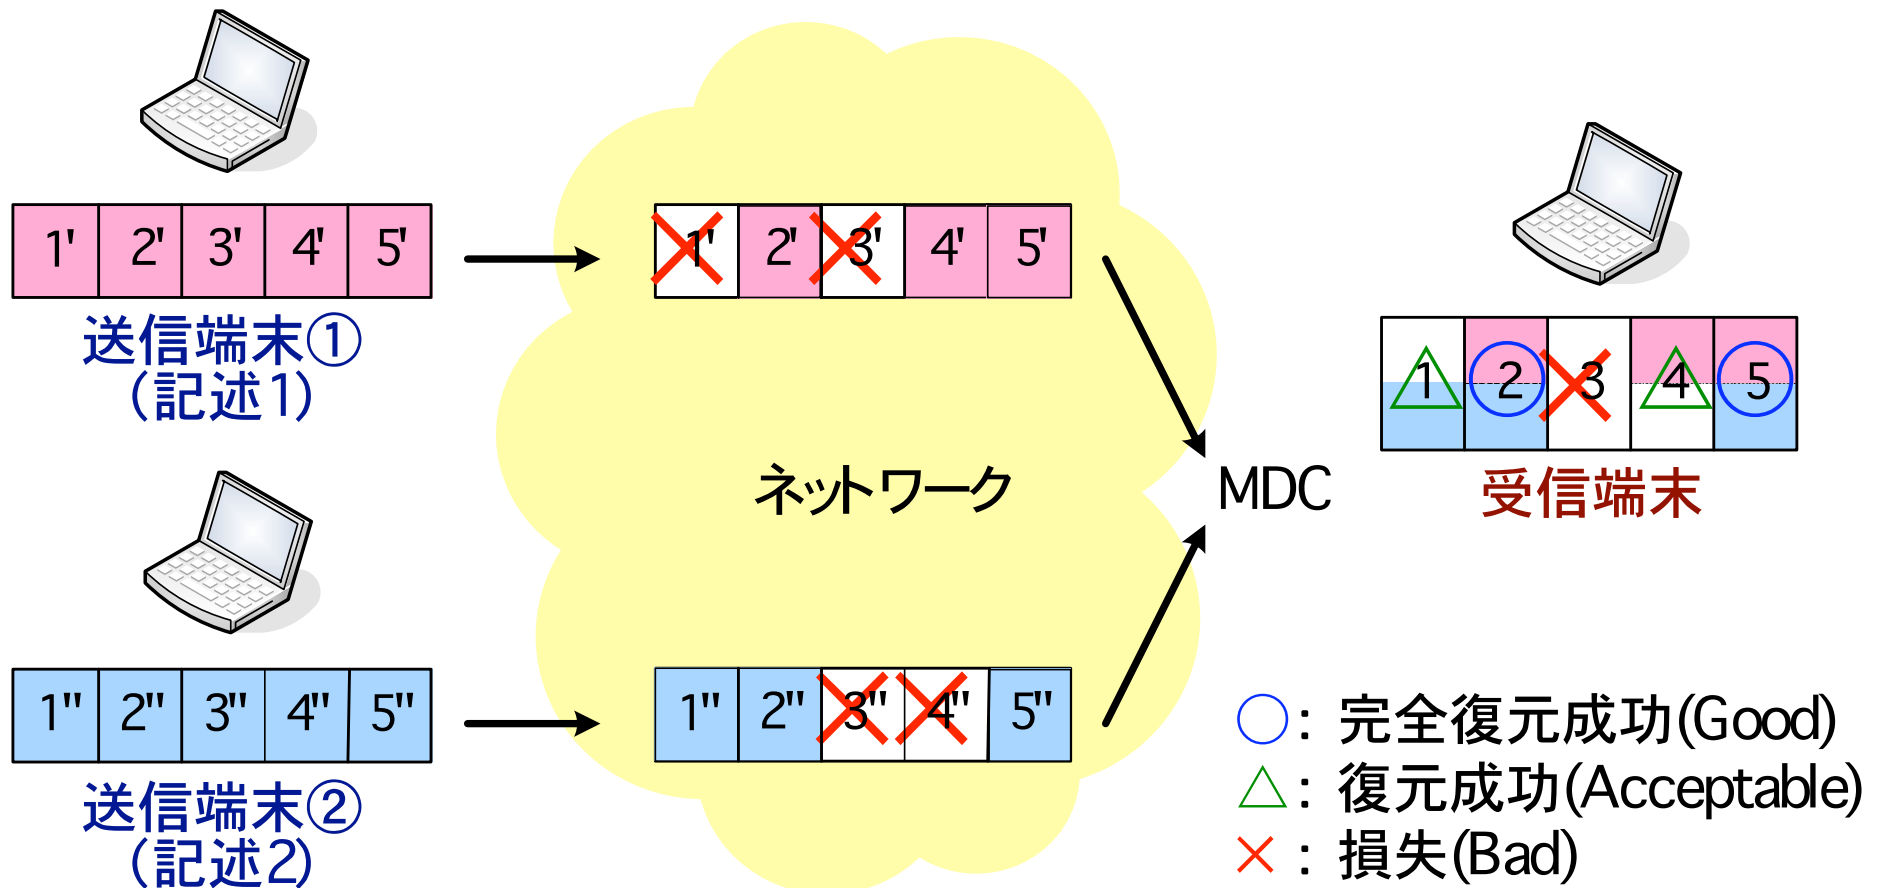 1' 2' 3' 4' 5'
送信端末①
(記述1)
1' 2' 3' 4' 5'
1 2 3 4 5
受信端末
ネットワーク
MDC
1" 2" 3" 4" 5"
送信端末②
(記述2)
1" 2" 3" 4" 5"
○: 完全復元成功(Good)
△: 復元成功(Acceptable)
×: 損失(Bad)